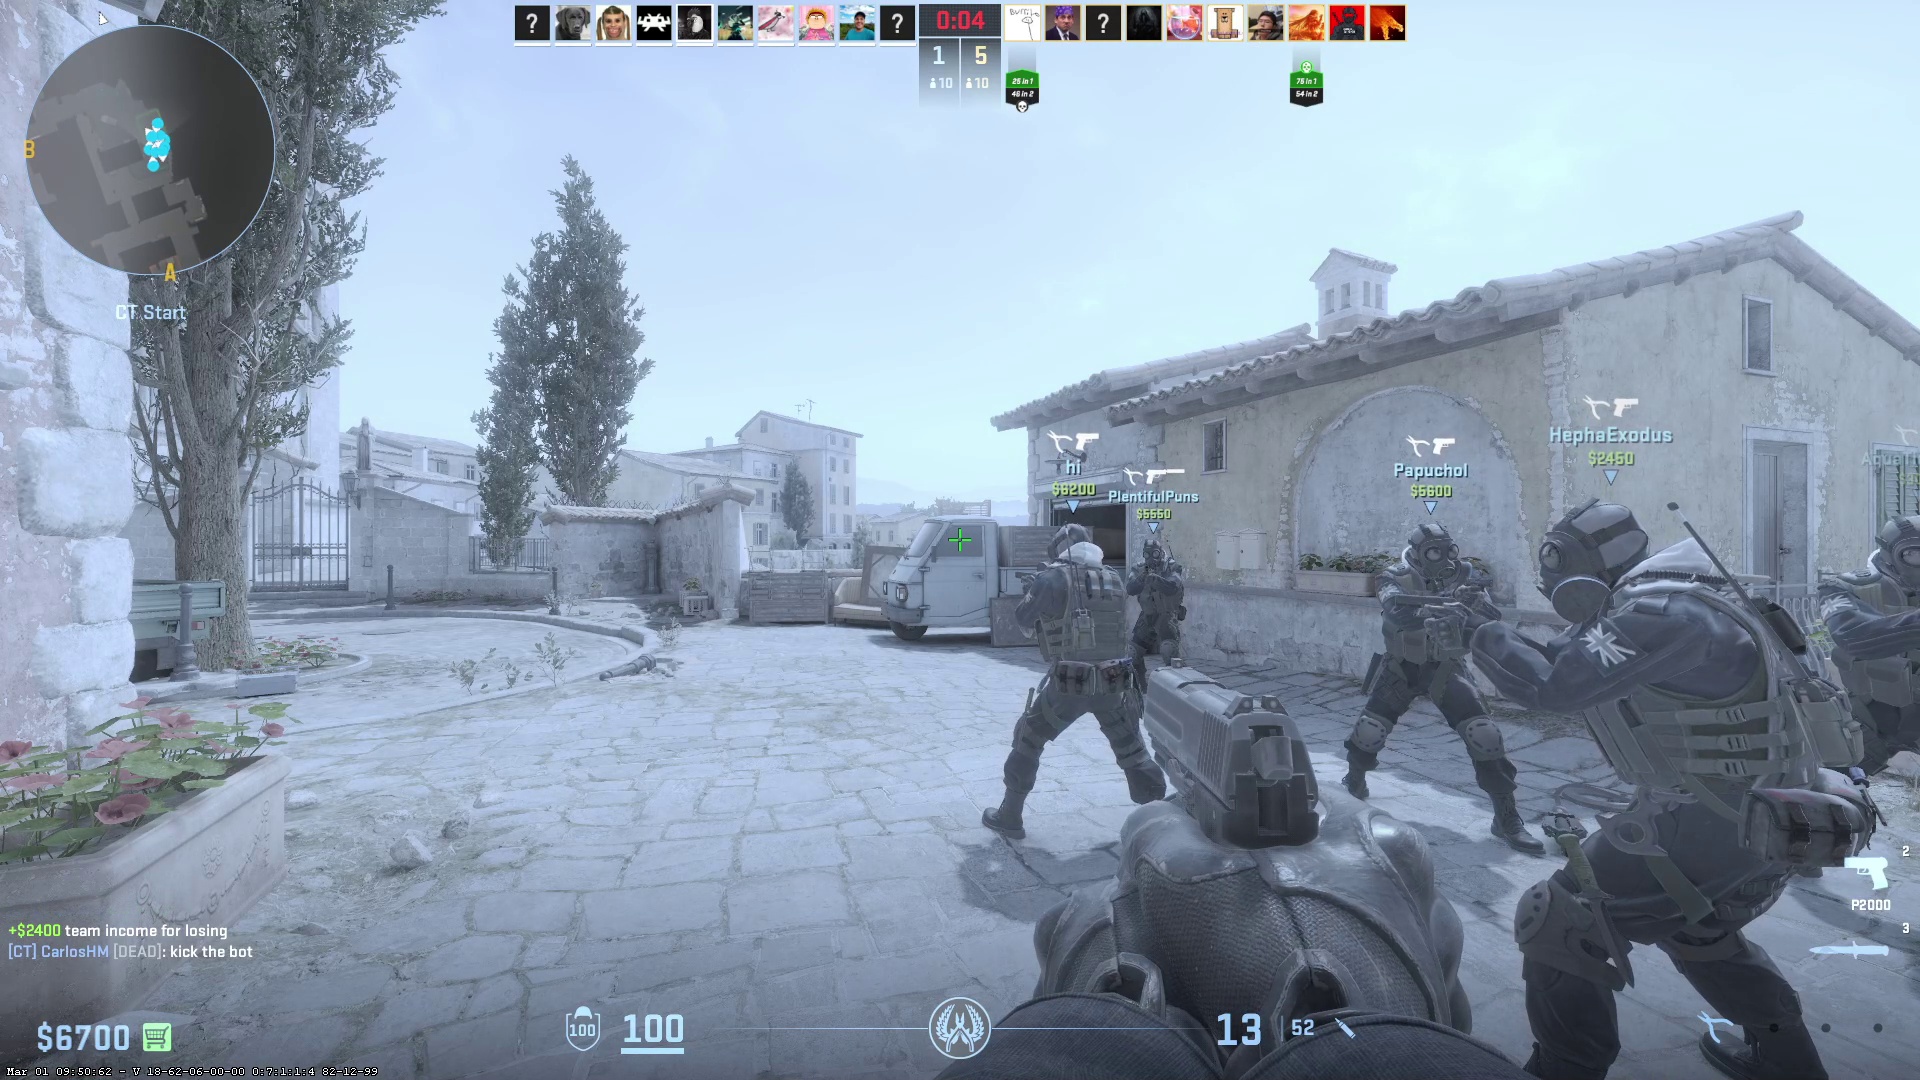 Burrito
? ? 0:04 ?
1 5
10 10
25 in 1
46 in 2
75 in 1
54 in 2
B
A
CT Start
hi
$6200
PlentifulPuns
$5550
Papuchol
$5600
HephaExodus
$2450
2
P2000
3
+$2400 team income for losing
[CT] CarlosHM [DEAD]: kick the bot
$6700
100
100
13
52
Mar 01 09:50:62 - V 18-62-06-00-00 0:7:1:1:4 82-12-99